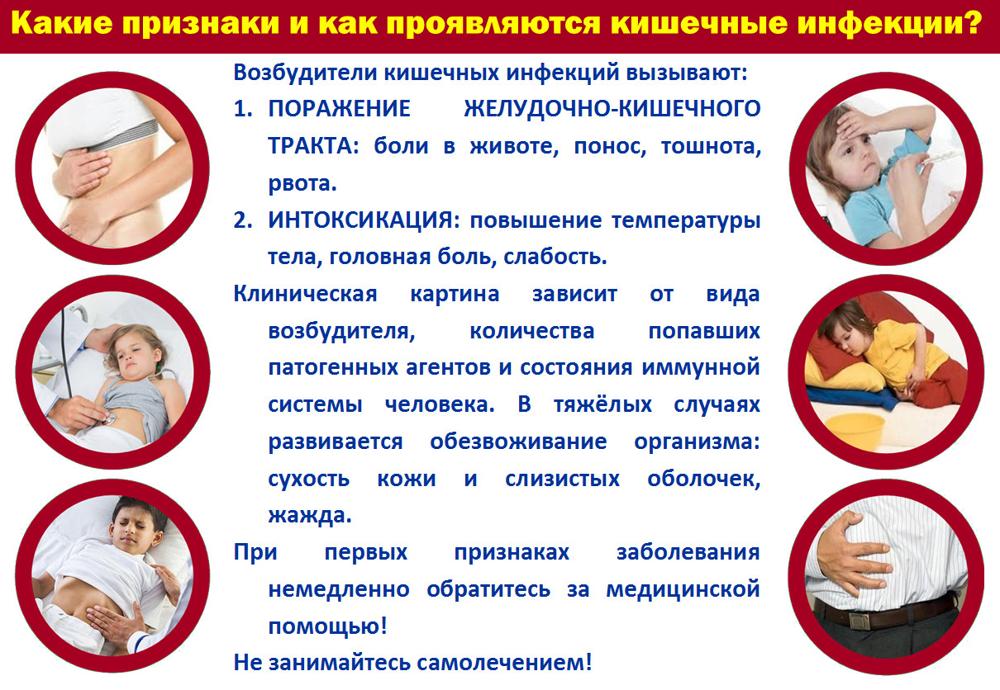 Какие признаки и как проявляются кишечные инфекции?
Возбудители кишечных инфекций вызывают:
1. ПОРАЖЕНИЕ ЖЕЛУДОЧНО-КИШЕЧНОГО
ТРАКТА: боли в животе, понос, тошнота,
рвота.
2. ИНТОКСИКАЦИЯ: повышение температуры
тела, головная боль, слабость.
Клиническая картина зависит от вида
возбудителя, количества попавших
патогенных агентов и состояния иммунной
системы человека. В тяжёлых случаях
развивается обезвоживание организма:
сухость кожи и слизистых оболочек,
жажда.
При первых признаках заболевания
немедленно обратитесь за медицинской
помощью!
Не занимайтесь самолечением!